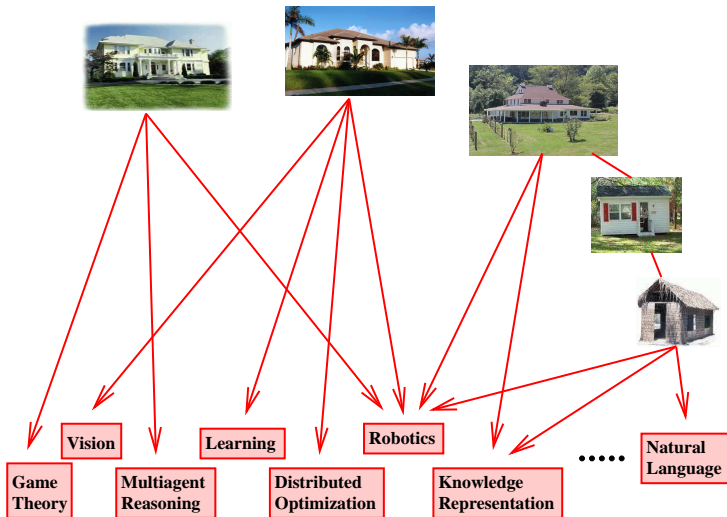 Vision
Learning
Robotics
Natural
Language
Game
Theory
Multiagent
Reasoning
Distributed
Optimization
Knowledge
Representation
.....